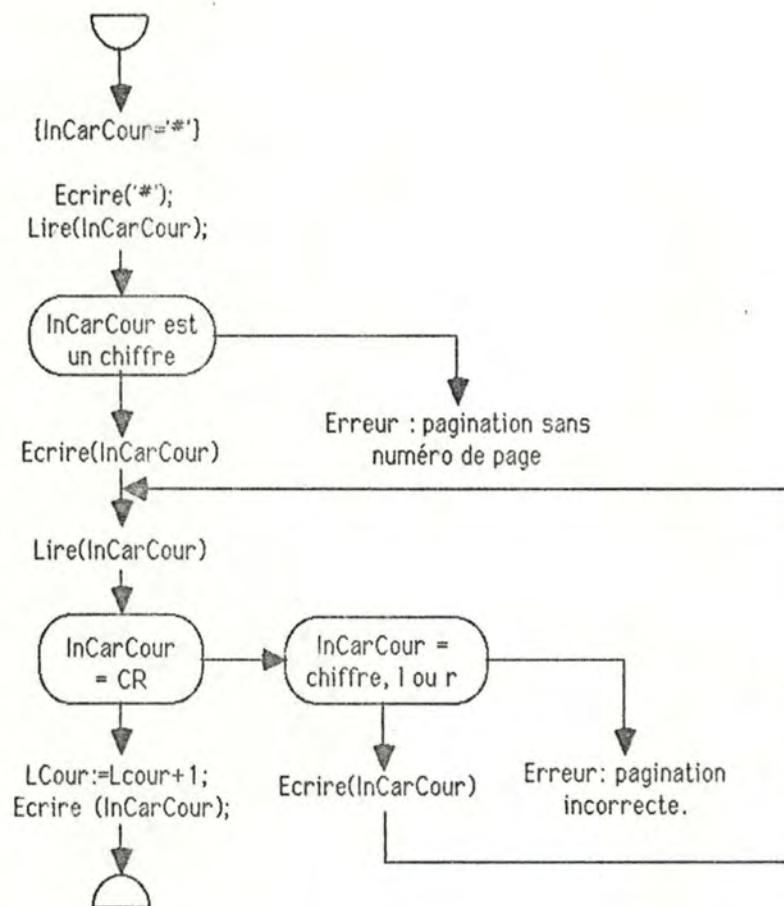 {InCarCour='#'}
Ecrire('#');
Lire(InCarCour);
InCarCour est
un chiffre
Erreur : pagination sans
numéro de page
Ecrire(InCarCour)
Lire(InCarCour)
InCarCour
= CR
InCarCour =
chiffre, l ou r
LCour:=Lcour+1;
Ecrire (InCarCour);
Ecrire(InCarCour)
Erreur: pagination
incorrecte.